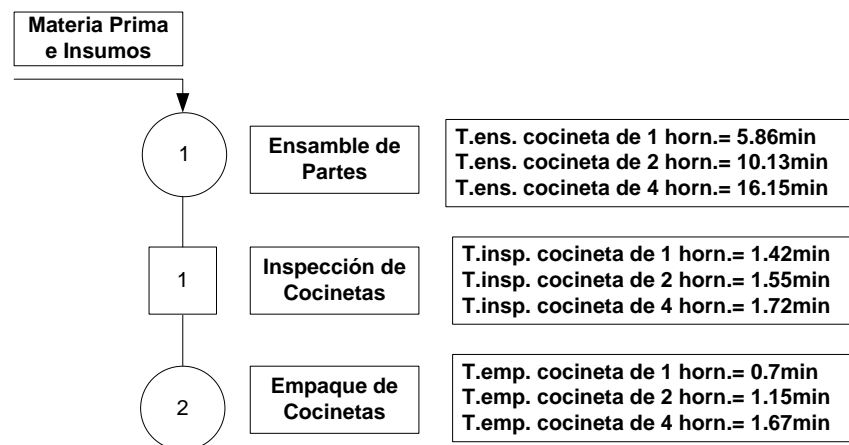 Materia Prima
e Insumos
1
Ensamble de
Partes
T.ens. cocineta de 1 horn.= 5.86min
T.ens. cocineta de 2 horn.= 10.13min
T.ens. cocineta de 4 horn.= 16.15min
1
Inspección de
Cocinetas
T.insp. cocineta de 1 horn.= 1.42min
T.insp. cocineta de 2 horn.= 1.55min
T.insp. cocineta de 4 horn.= 1.72min
2
Empaque de
Cocinetas
T.emp. cocineta de 1 horn.= 0.7min
T.emp. cocineta de 2 horn.= 1.15min
T.emp. cocineta de 4 horn.= 1.67min